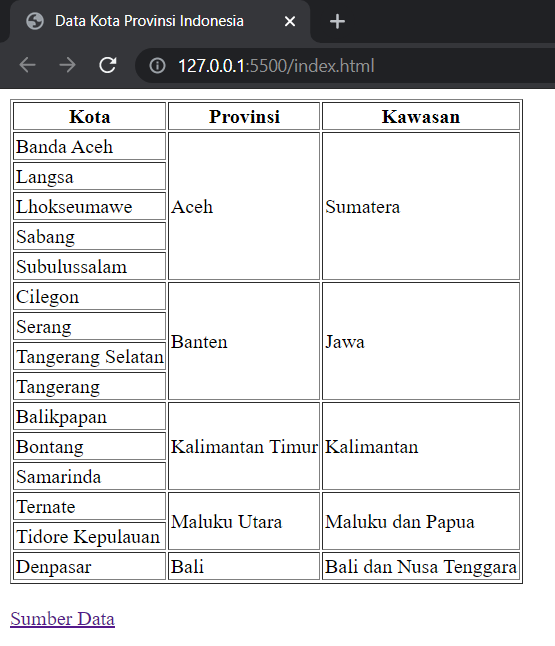 Data Kota Provinsi Indonesia
127.0.0.1:5500/index.html
Kota Provinsi Kawasan
Banda Aceh
Langsa
Lhokseumawe Aceh Sumatera
Sabang
Subulussalam
Cilegon
Serang
Banten Jawa
Tangerang Selatan
Tangerang
Balikpapan
Bontang Kalimantan Timur Kalimantan
Samarinda
Ternate
Maluku Utara Maluku dan Papua
Tidore Kepulauan
Denpasar Bali Bali dan Nusa Tenggara
Sumber Data